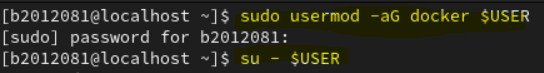 [b2012081@localhost ~]$ sudo usermod -aG docker $USER
[sudo] password for b2012081:
[b2012081@localhost ~]$ su - $USER